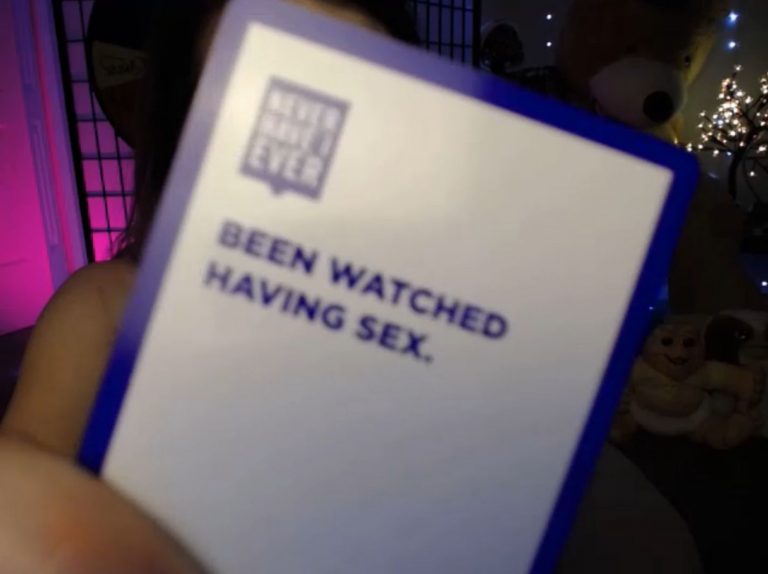 NEVER
HAVE I
EVER
BEEN WATCHED
HAVING SEX.